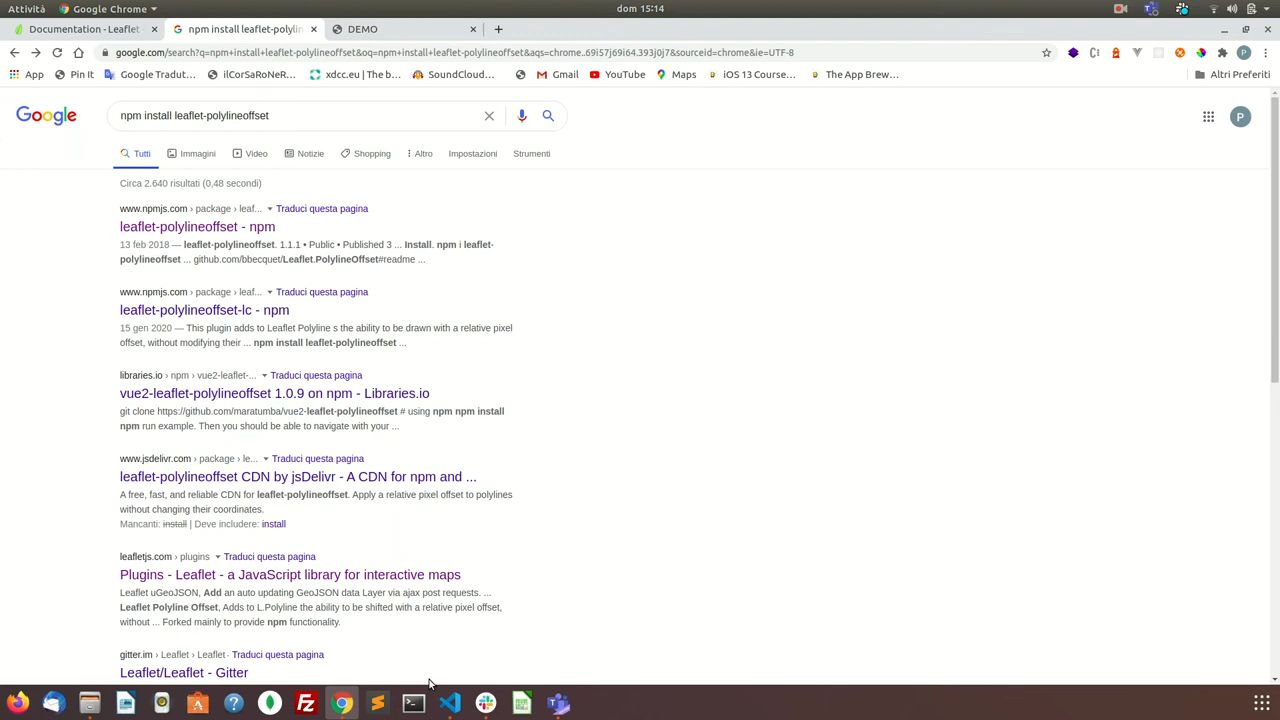 Attività
Google Chrome
dom 15:14
Documentation - Leaflet
npm install leaflet-polylin
DEMO
google.com/search?q=npm+install+leaflet-polylineoffset&oq=npm+install+leaflet-polylineoffset&aqs=chrome..69i57j69i64.393j0j7&sourceid=chrome&ie=UTF-8
App
Pin It
Google Tradut...
ilCorSaRoNeR...
xdcc.eu | The b...
SoundCloud...
Gmail
YouTube
Maps
iOS 13 Course...
The App Brew...
Altri Preferiti
Google
npm install leaflet-polylineoffset
P
Tutti
Immagini
Video
Notizie
Shopping
Altro
Impostazioni
Strumenti
Circa 2.640 risultati (0,48 secondi)
www.npmjs.com › package › leaf... Traduci questa pagina
leaflet-polylineoffset - npm
13 feb 2018 — leaflet-polylineoffset. 1.1.1 • Public • Published 3 ... Install. npm i leaflet-
polylineoffset ... github.com/bbecquet/Leaflet.PolylineOffset#readme ...
www.npmjs.com › package › leaf... Traduci questa pagina
leaflet-polylineoffset-lc - npm
15 gen 2020 — This plugin adds to Leaflet Polyline s the ability to be drawn with a relative pixel
offset, without modifying their ... npm install leaflet-polylineoffset ...
libraries.io › npm › vue2-leaflet-... Traduci questa pagina
vue2-leaflet-polylineoffset 1.0.9 on npm - Libraries.io
git clone https://github.com/maratumba/vue2-leaflet-polylineoffset # using npm npm install
npm run example. Then you should be able to navigate with your ...
www.jsdelivr.com › package › le... Traduci questa pagina
leaflet-polylineoffset CDN by jsDelivr - A CDN for npm and ...
A free, fast, and reliable CDN for leaflet-polylineoffset. Apply a relative pixel offset to polylines
without changing their coordinates.
Mancanti: install | Deve includere: install
leafletjs.com › plugins Traduci questa pagina
Plugins - Leaflet - a JavaScript library for interactive maps
Leaflet uGeoJSON, Add an auto updating GeoJSON data Layer via ajax post requests. ...
Leaflet Polyline Offset, Adds to L.Polyline the ability to be shifted with a relative pixel offset,
without ... Forked mainly to provide npm functionality.
gitter.im › Leaflet › Leaflet Traduci questa pagina
Leaflet/Leaflet - Gitter